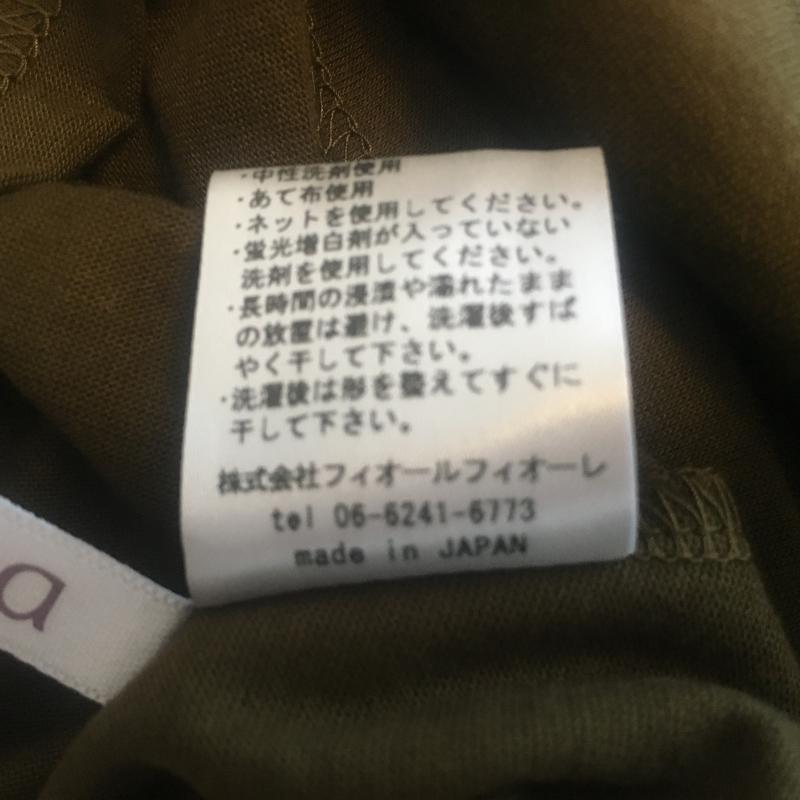 ・中性洗剤使用
・あて布使用
・ネットを使用してください。
・蛍光増白剤が入っていない
洗剤を使用してください。
・長時間の浸漬や濡れたまま
の放置は避け、洗濯後すば
やく干して下さい。
・洗濯後は形を整えてすぐに
干して下さい。
株式会社フィオールフィオーレ
tel 06-6241-6773
made in JAPAN
a